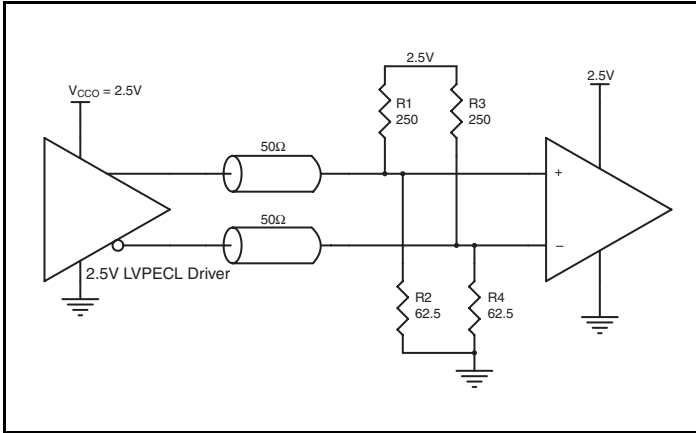 2.5V
V_CCO = 2.5V
2.5V
R1
250
R3
250
50Ω
+
50Ω
–
2.5V LVPECL Driver
R2
62.5
R4
62.5